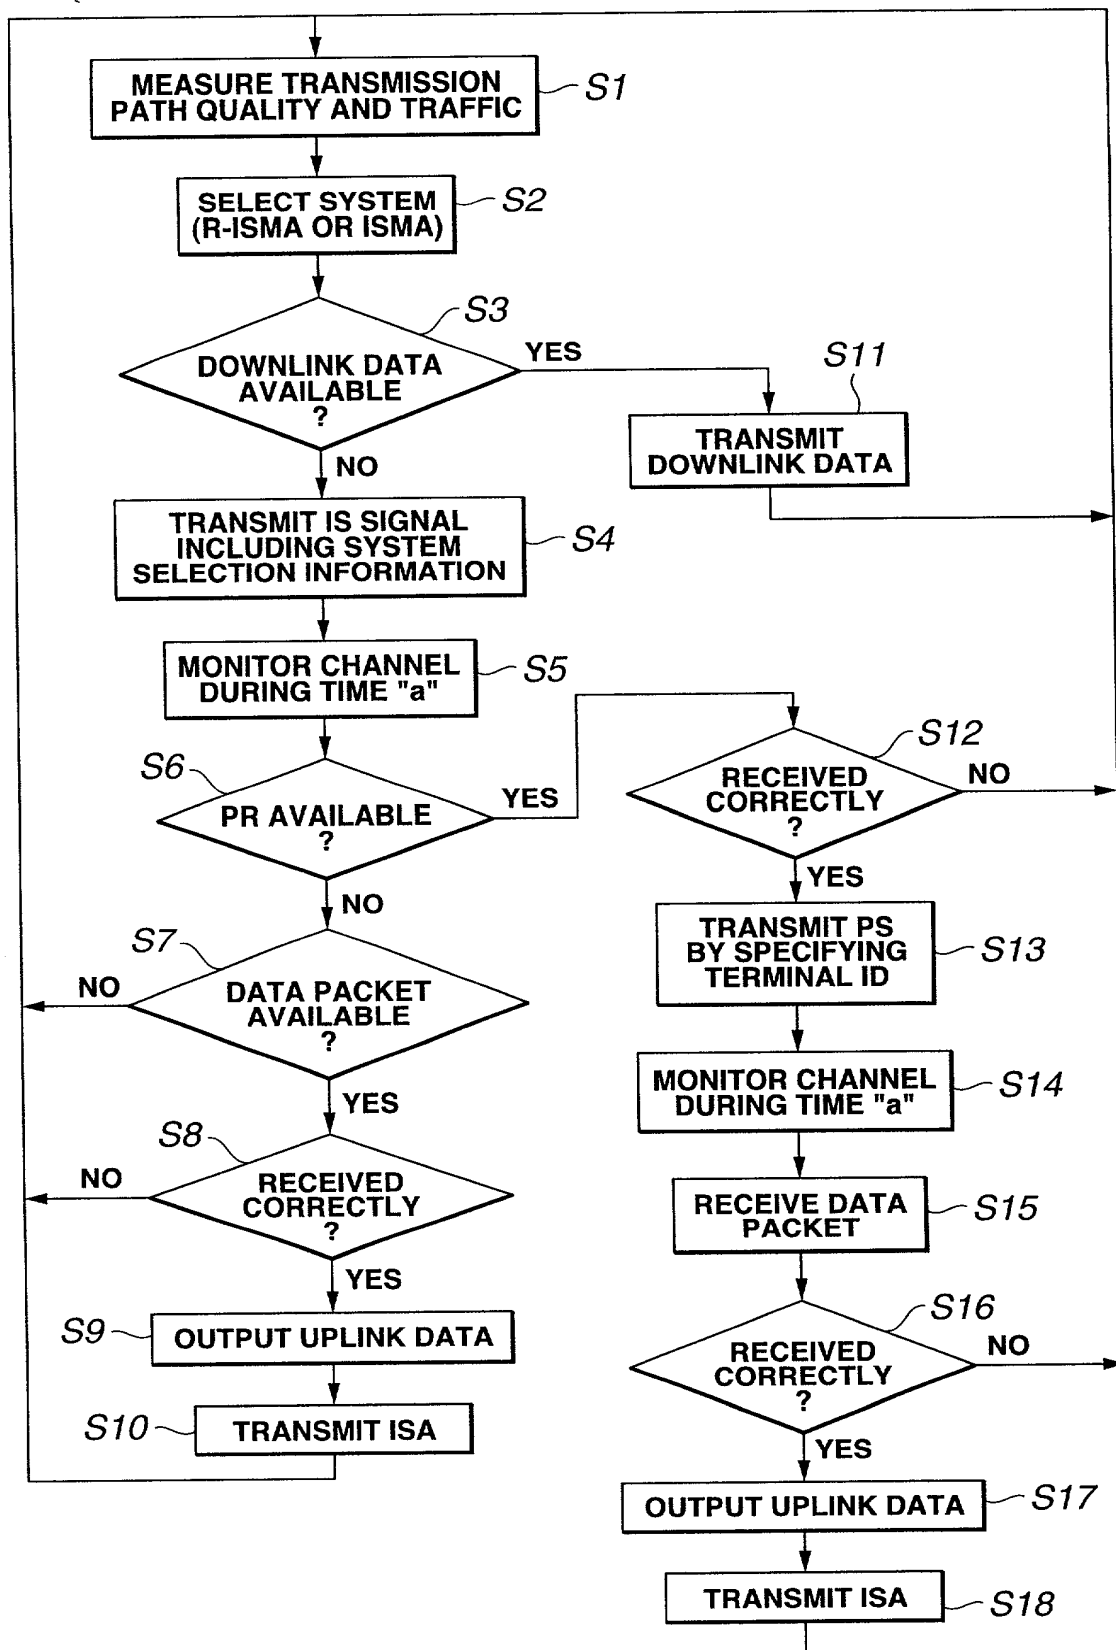 MEASURE TRANSMISSION
PATH QUALITY AND TRAFFIC
S1
SELECT SYSTEM
(R-ISMA OR ISMA)
S2
S3
DOWNLINK DATA
AVAILABLE
?
YES
NO
S11
TRANSMIT
DOWNLINK DATA
TRANSMIT IS SIGNAL
INCLUDING SYSTEM
SELECTION INFORMATION
S4
MONITOR CHANNEL
DURING TIME "a"
S5
S6
PR AVAILABLE
?
YES
NO
S12
RECEIVED
CORRECTLY
?
NO
YES
S7
DATA PACKET
AVAILABLE
?
NO
YES
TRANSMIT PS
BY SPECIFYING
TERMINAL ID
S13
MONITOR CHANNEL
DURING TIME "a"
S14
S8
RECEIVED
CORRECTLY
?
NO
YES
RECEIVE DATA
PACKET
S15
S9
OUTPUT UPLINK DATA
S16
RECEIVED
CORRECTLY
?
NO
YES
S10
TRANSMIT ISA
OUTPUT UPLINK DATA
S17
TRANSMIT ISA
S18